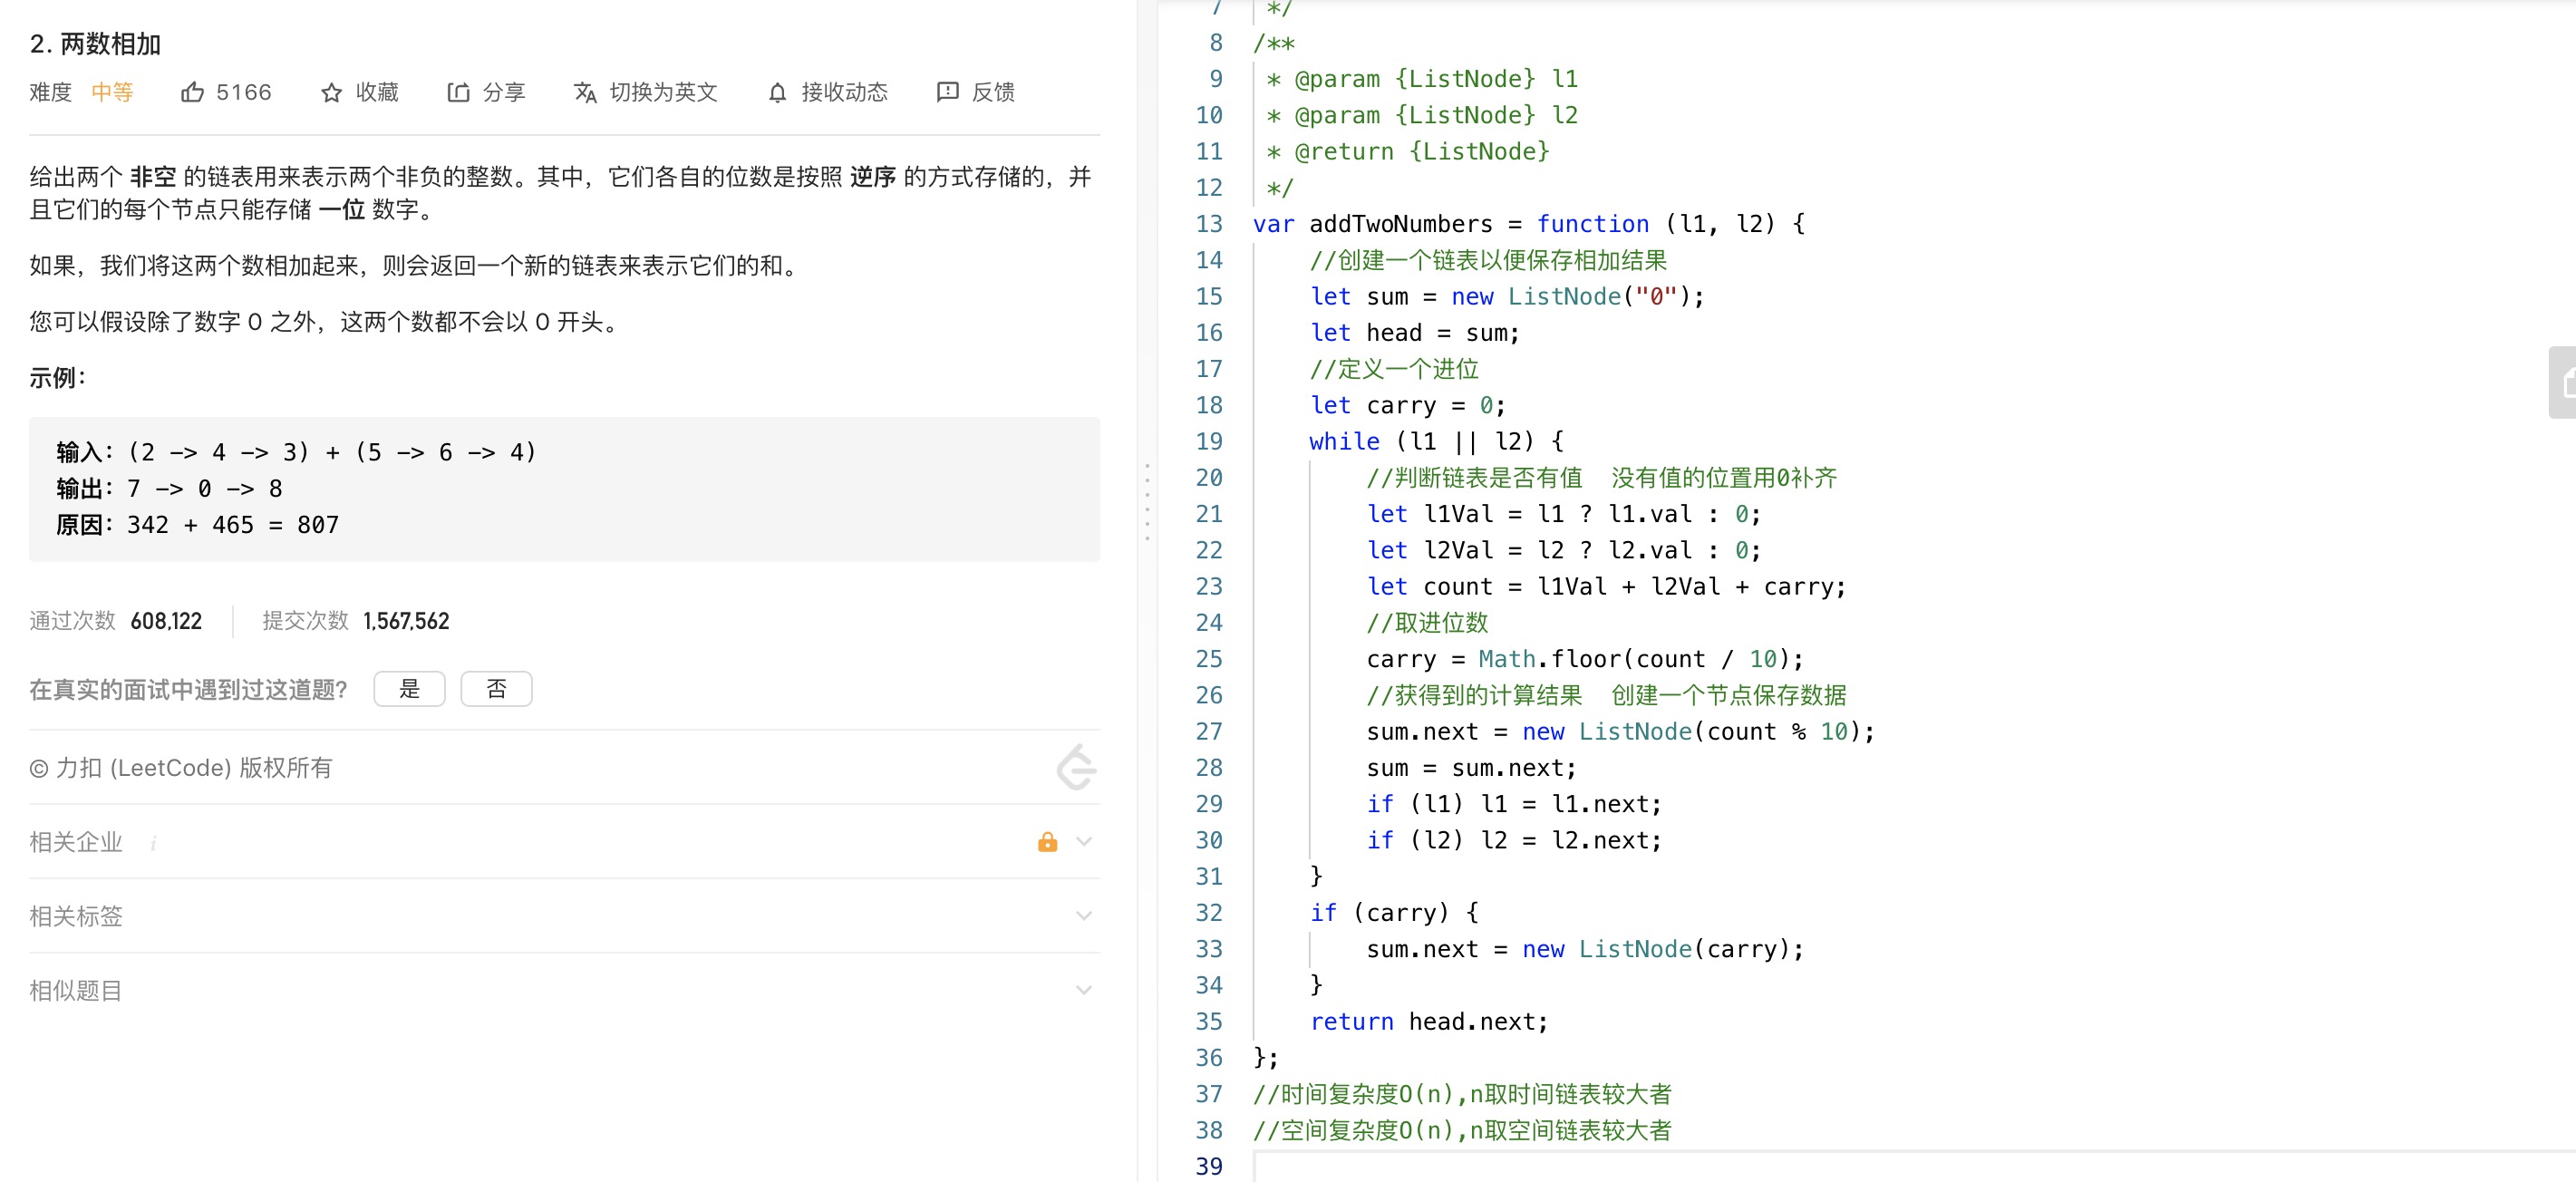 2. 两数相加
难度 中等 5166 收藏 分享 切换为英文 接收动态 反馈
给出两个 非空 的链表用来表示两个非负的整数。其中，它们各自的位数是按照 逆序 的方式存储的，并
且它们的每个节点只能存储 一位 数字。
如果，我们将这两个数相加起来，则会返回一个新的链表来表示它们的和。
您可以假设除了数字 0 之外，这两个数都不会以 0 开头。
示例：
输入：(2 -> 4 -> 3) + (5 -> 6 -> 4)
输出：7 -> 0 -> 8
原因：342 + 465 = 807
通过次数 608,122 提交次数 1,567,562
在真实的面试中遇到过这道题? 是 否
© 力扣 (LeetCode) 版权所有
相关企业 i
相关标签
相似题目
7 */
8 /**
9 * @param {ListNode} l1
10 * @param {ListNode} l2
11 * @return {ListNode}
12 */
13 var addTwoNumbers = function (l1, l2) {
14 //创建一个链表以便保存相加结果
15 let sum = new ListNode("0");
16 let head = sum;
17 //定义一个进位
18 let carry = 0;
19 while (l1 || l2) {
20 //判断链表是否有值  没有值的位置用0补齐
21 let l1Val = l1 ? l1.val : 0;
22 let l2Val = l2 ? l2.val : 0;
23 let count = l1Val + l2Val + carry;
24 //取进位数
25 carry = Math.floor(count / 10);
26 //获得到的计算结果  创建一个节点保存数据
27 sum.next = new ListNode(count % 10);
28 sum = sum.next;
29 if (l1) l1 = l1.next;
30 if (l2) l2 = l2.next;
31 }
32 if (carry) {
33 sum.next = new ListNode(carry);
34 }
35 return head.next;
36 };
37 //时间复杂度O(n),n取时间链表较大者
38 //空间复杂度O(n),n取空间链表较大者
39